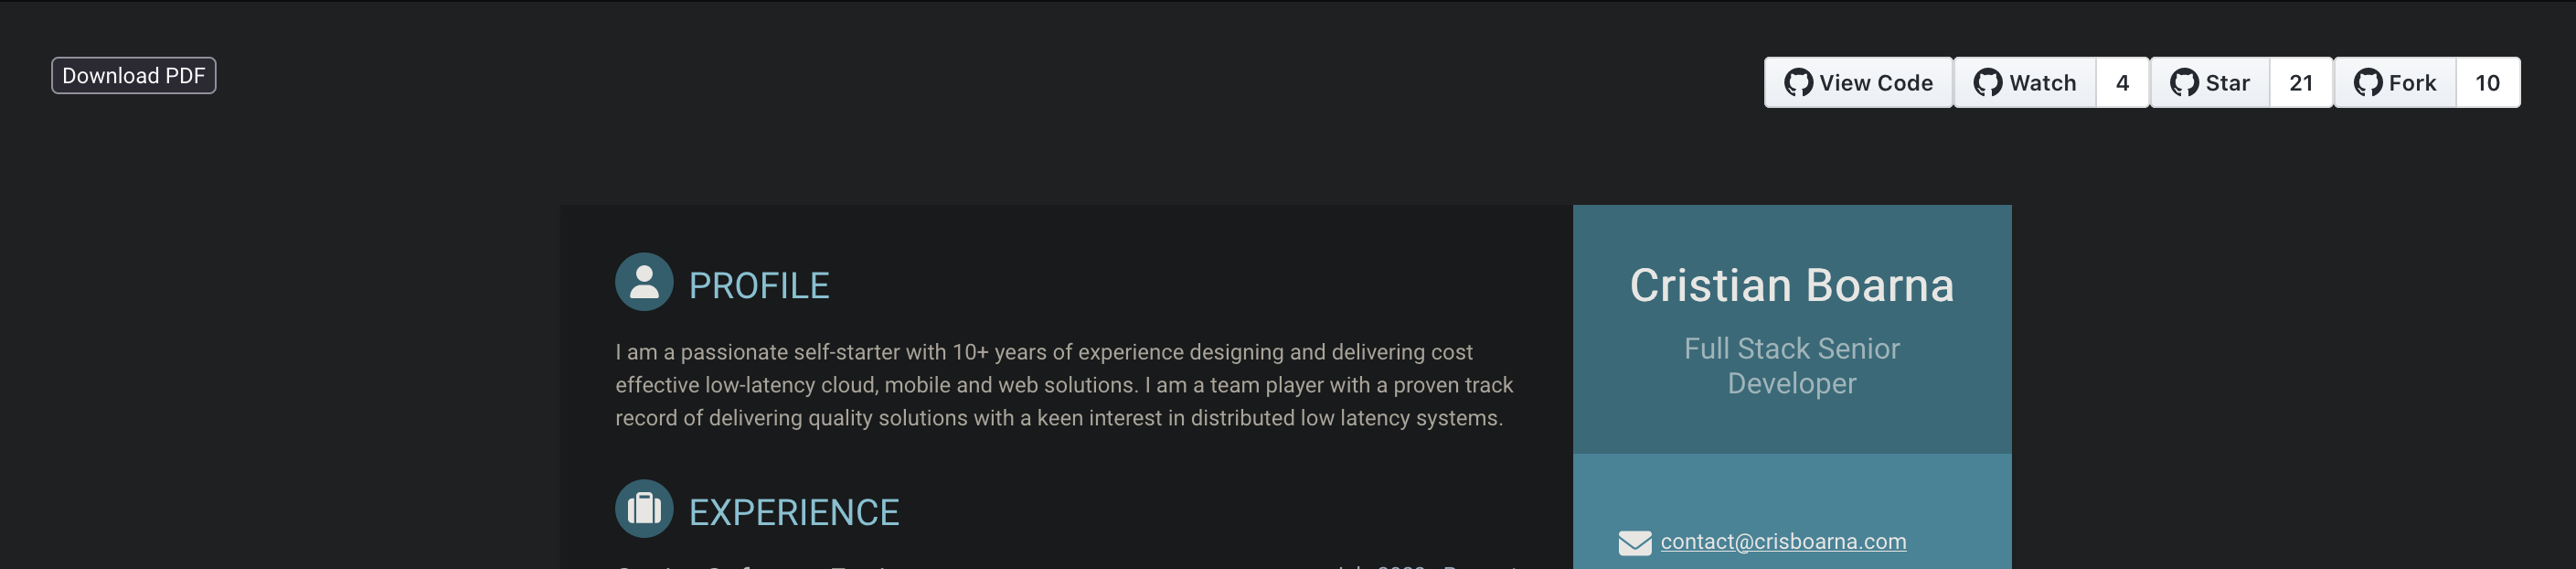 Download PDF
View Code Watch 4 Star 21 Fork 10
PROFILE
I am a passionate self-starter with 10+ years of experience designing and delivering cost
effective low-latency cloud, mobile and web solutions. I am a team player with a proven track
record of delivering quality solutions with a keen interest in distributed low latency systems.
EXPERIENCE
Cristian Boarna
Full Stack Senior
Developer
contact@crisboarna.com